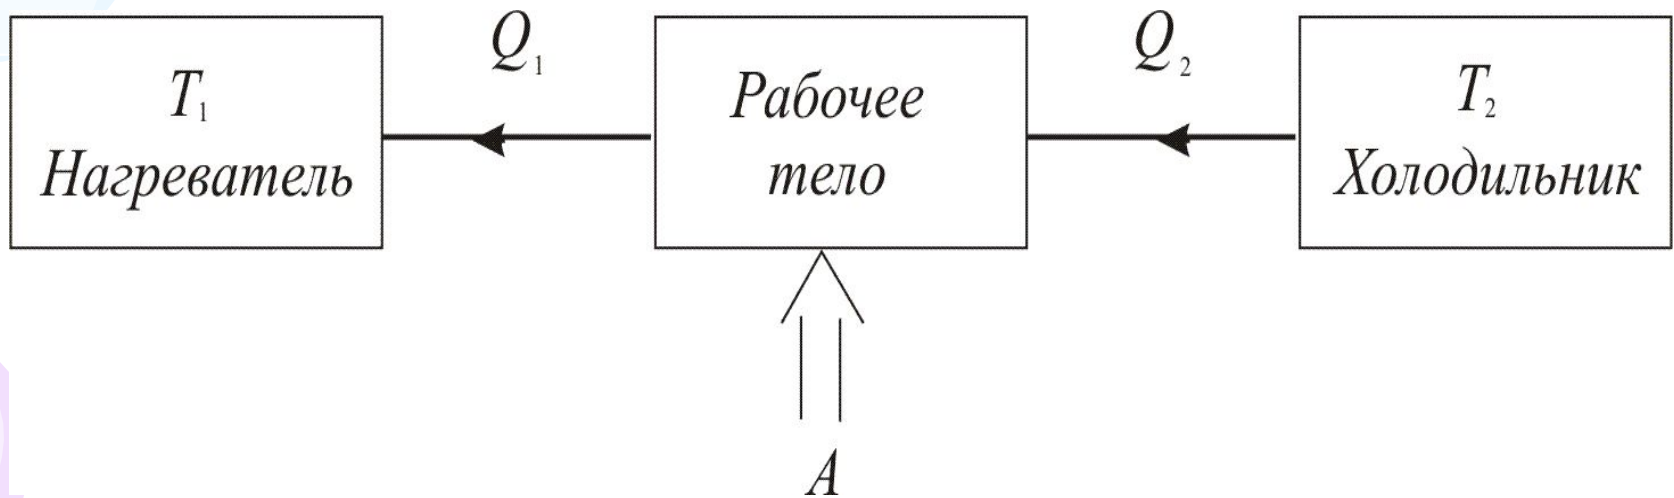 Q₁
Q₂
T₁
Нагреватель
Рабочее
тело
T₂
Холодильник
A